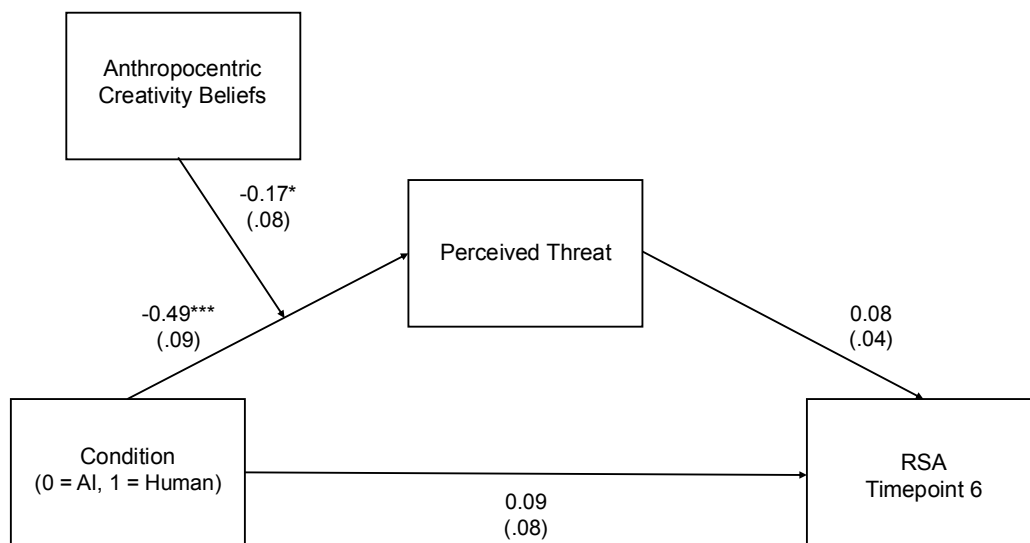 Anthropocentric
Creativity Beliefs
-0.17*
(.08)
Perceived Threat
-0.49***
(.09)
0.08
(.04)
Condition
(0 = AI, 1 = Human)
RSA
Timepoint 6
0.09
(.08)